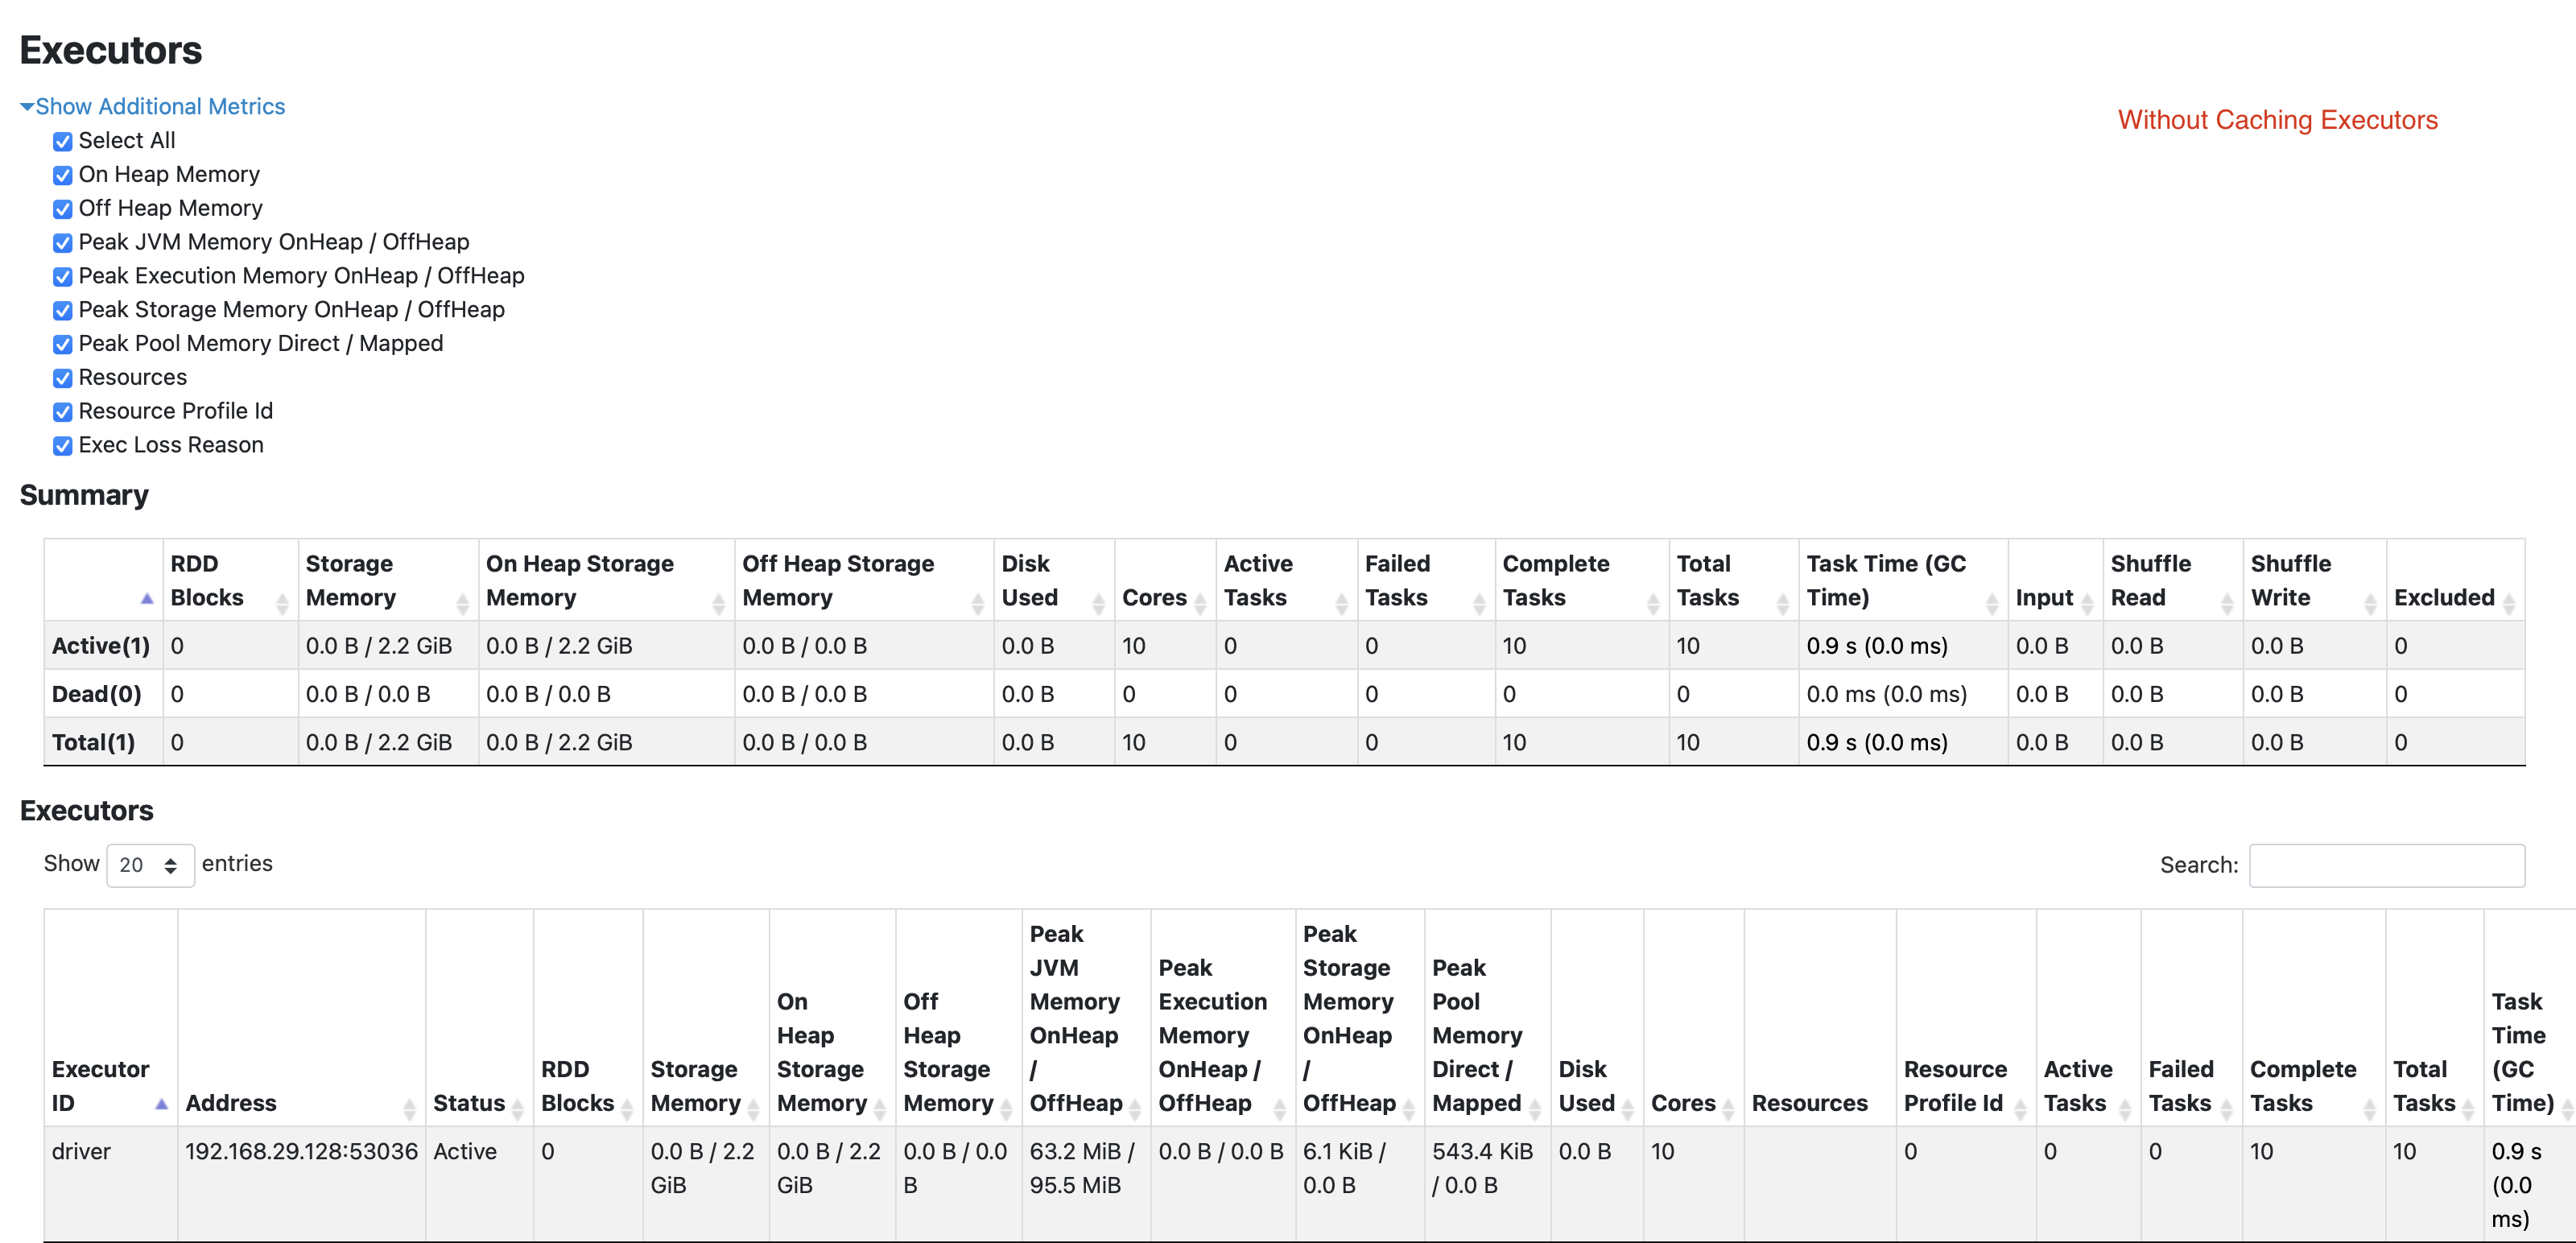 Executors
Show Additional Metrics
Without Caching Executors
Select All
On Heap Memory
Off Heap Memory
Peak JVM Memory OnHeap / OffHeap
Peak Execution Memory OnHeap / OffHeap
Peak Storage Memory OnHeap / OffHeap
Peak Pool Memory Direct / Mapped
Resources
Resource Profile Id
Exec Loss Reason
Summary
RDD Blocks Storage Memory On Heap Storage Memory Off Heap Storage Memory Disk Used Cores Active Tasks Failed Tasks Complete Tasks Total Tasks Task Time (GC Time) Input Shuffle Read Shuffle Write Excluded
Active(1) 0 0.0 B / 2.2 GiB 0.0 B / 2.2 GiB 0.0 B / 0.0 B 0.0 B 10 0 0 10 10 0.9 s (0.0 ms) 0.0 B 0.0 B 0.0 B 0
Dead(0) 0 0.0 B / 0.0 B 0.0 B / 0.0 B 0.0 B / 0.0 B 0.0 B 0 0 0 0 0 0.0 ms (0.0 ms) 0.0 B 0.0 B 0.0 B 0
Total(1) 0 0.0 B / 2.2 GiB 0.0 B / 2.2 GiB 0.0 B / 0.0 B 0.0 B 10 0 0 10 10 0.9 s (0.0 ms) 0.0 B 0.0 B 0.0 B 0
Executors
Show 20 entries
Search:
Executor ID Address Status RDD Blocks Storage Memory On Heap Storage Memory Off Heap Storage Memory Peak JVM Memory OnHeap / OffHeap Peak Execution Memory OnHeap / OffHeap Peak Storage Memory OnHeap / OffHeap Peak Pool Memory Direct / Mapped Disk Used Cores Resources Resource Profile Id Active Tasks Failed Tasks Complete Tasks Total Tasks Task Time (GC Time)
driver 192.168.29.128:53036 Active 0 0.0 B / 2.2 GiB 0.0 B / 2.2 GiB 0.0 B / 0.0 B 63.2 MiB / 95.5 MiB 0.0 B / 0.0 B 6.1 KiB / 0.0 B 543.4 KiB / 0.0 B 0.0 B 10 0 0 0 10 10 0.9 s (0.0 ms)